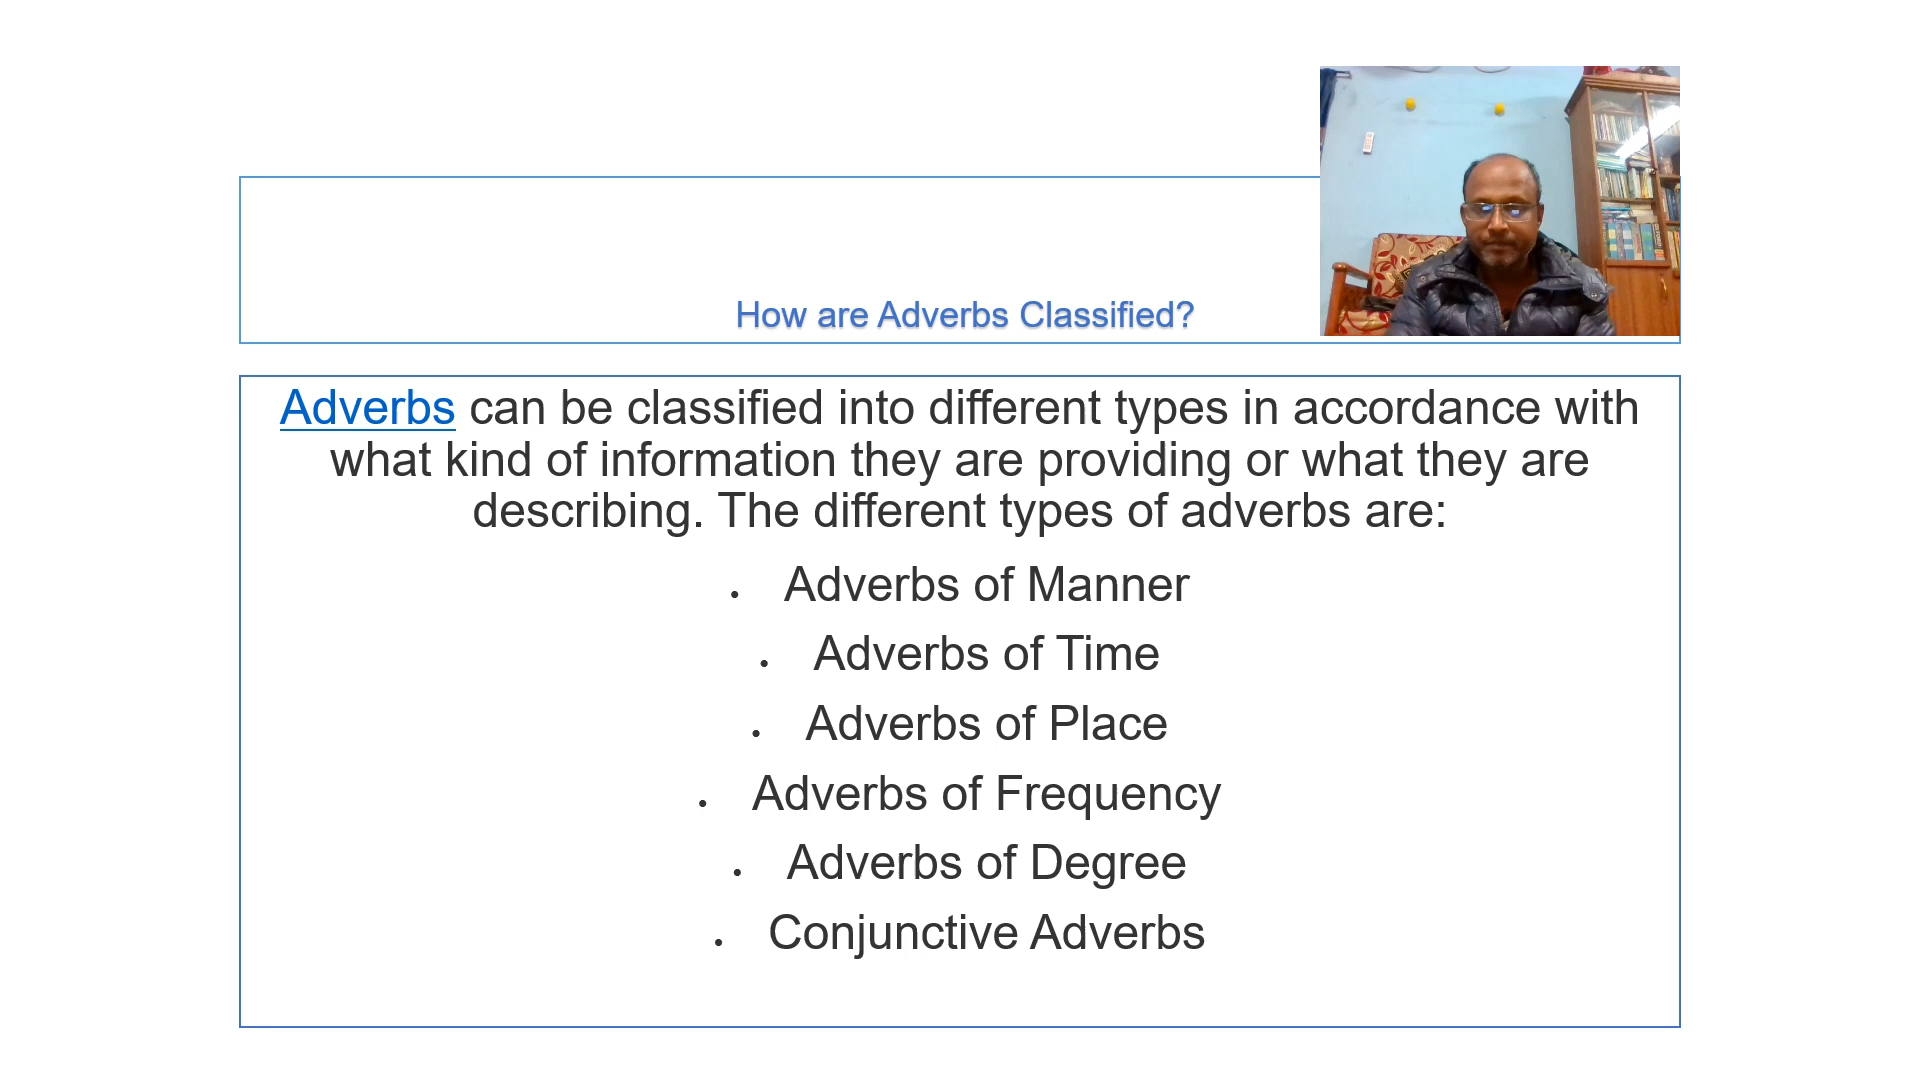 How are Adverbs Classified?
Adverbs can be classified into different types in accordance with
what kind of information they are providing or what they are
describing. The different types of adverbs are:
• Adverbs of Manner
• Adverbs of Time
• Adverbs of Place
• Adverbs of Frequency
• Adverbs of Degree
• Conjunctive Adverbs